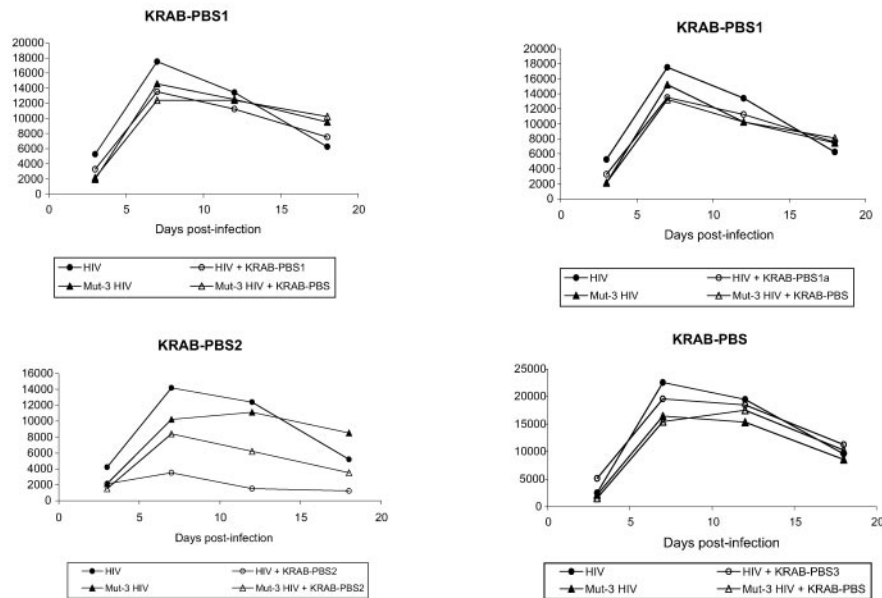 KRAB-PBS1
20000
18000
16000
14000
12000
10000
8000
6000
4000
2000
0
0 5 10 15 20
Days post-infection
HIV HIV + KRAB-PBS1
Mut-3 HIV Mut-3 HIV + KRAB-PBS
KRAB-PBS1
20000
18000
16000
14000
12000
10000
8000
6000
4000
2000
0
0 5 10 15 20
Days post-infection
HIV HIV + KRAB-PBS1a
Mut-3 HIV Mut-3 HIV + KRAB-PBS
KRAB-PBS2
16000
14000
12000
10000
8000
6000
4000
2000
0
0 5 10 15 20
Days post-infection
HIV HIV + KRAB-PBS2
Mut-3 HIV Mut-3 HIV + KRAB-PBS2
KRAB-PBS
25000
20000
15000
10000
5000
0
0 5 10 15 20
Days post-infection
HIV HIV + KRAB-PBS3
Mut-3 HIV Mut-3 HIV + KRAB-PBS